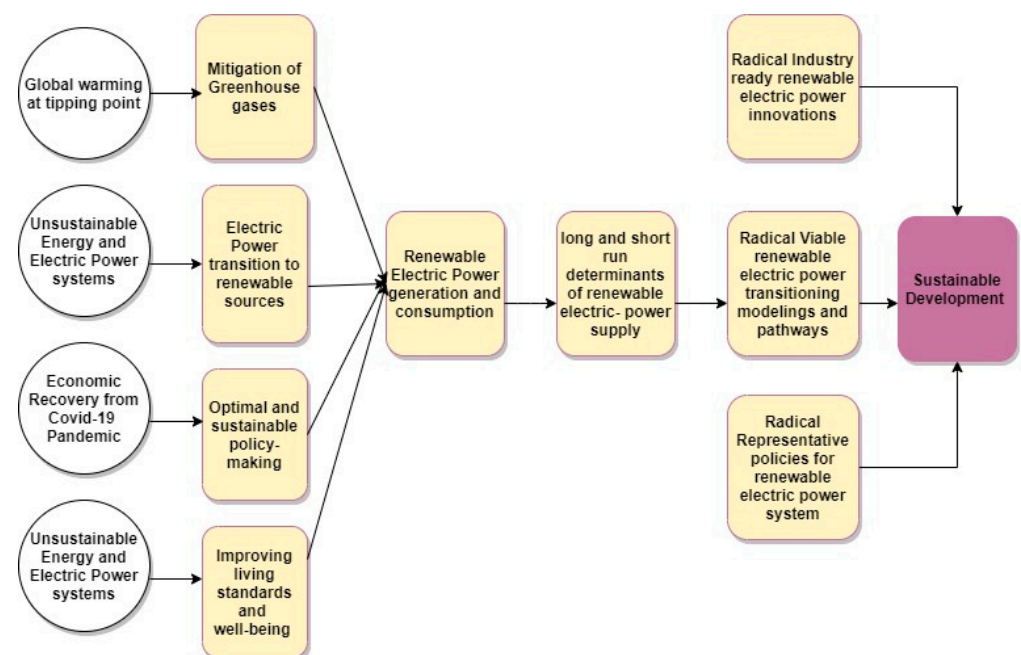 Global warming
at tipping point
Mitigation of
Greenhouse
gases
Unsustainable
Energy and
Electric Power
systems
Electric
Power
transition to
renewable
sources
Economic
Recovery from
Covid-19
Pandemic
Optimal and
sustainable
policy-
making
Unsustainable
Energy and
Electric Power
systems
Improving
living
standards
and
well-being
Renewable
Electric Power
generation and
consumption
long and short
run
determinants
of renewable
electric- power
supply
Radical Industry
ready renewable
electric power
innovations
Radical Viable
renewable
electric power
transitioning
modelings and
pathways
Radical
Representative
policies for
renewable
electric power
system
Sustainable
Development